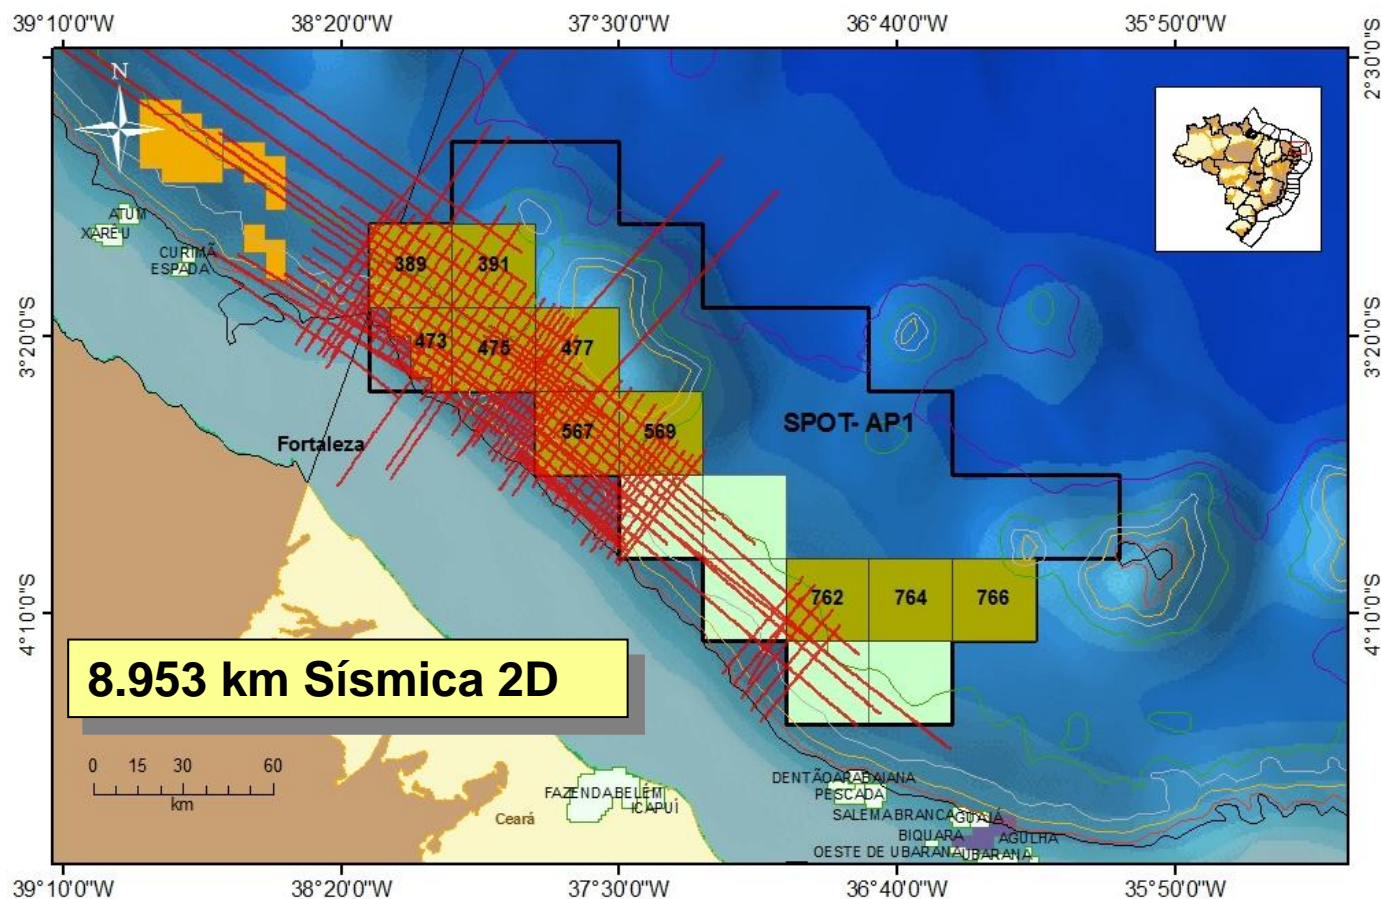 39°10'0"W 38°20'0"W 37°30'0"W 36°40'0"W 35°50'0"W
2°30'0"S
N
ATUM
XARÉU
CURIMÃ
ESPADA
389 391
3°20'0"S 3°20'0"S
473 475 477
SPOT- AP1
567 569
Fortaleza
4°10'0"S 4°10'0"S
762 764 766
8.953 km Sísmica 2D
0 15 30 60
km
DENTÃO ARABAIANA
PESCADA
FAZENDA BELÉM
ICAPUÍ
Ceará
SALEMA BRANCA GUAIÁ
BIQUARA AGULHA
OESTE DE UBARANA UBARANA
39°10'0"W 38°20'0"W 37°30'0"W 36°40'0"W 35°50'0"W